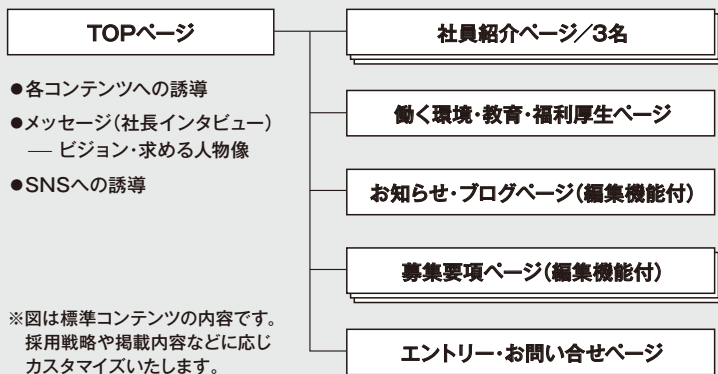 TOPページ
●各コンテンツへの誘導
●メッセージ(社長インタビュー)
― ビジョン・求める人物像
●SNSへの誘導
※図は標準コンテンツの内容です。
採用戦略や掲載内容などに応じ
カスタマイズいたします。
社員紹介ページ/3名
働く環境・教育・福利厚生ページ
お知らせ・ブログページ(編集機能付)
募集要項ページ(編集機能付)
エントリー・お問い合せページ